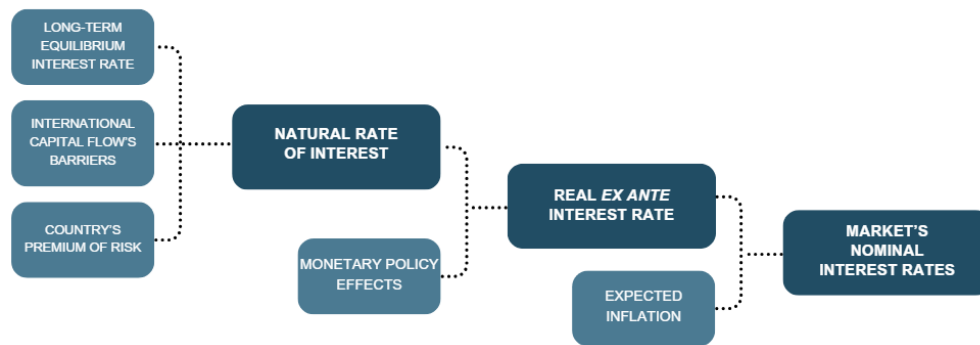 LONG-TERM
EQUILIBRIUM
INTEREST RATE
INTERNATIONAL
CAPITAL FLOW'S
BARRIERS
COUNTRY'S
PREMIUM OF RISK
NATURAL RATE
OF INTEREST
MONETARY POLICY
EFFECTS
REAL EX ANTE
INTEREST RATE
EXPECTED
INFLATION
MARKET'S
NOMINAL
INTEREST RATES